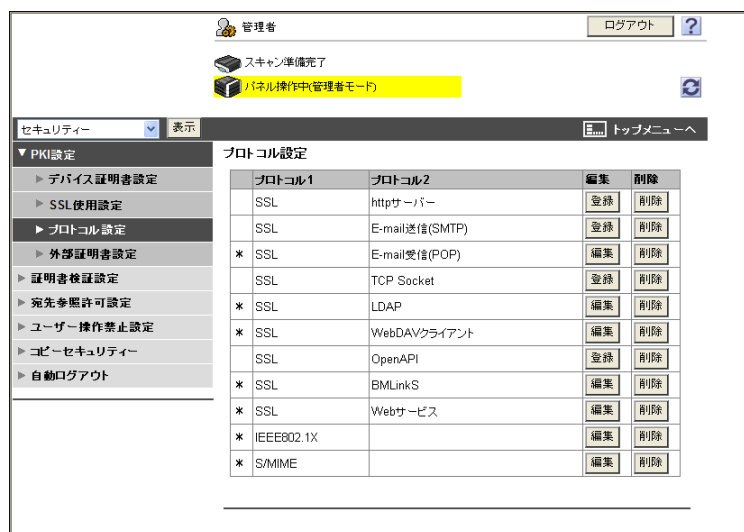 管理者 ログアウト ?
スキャン準備完了
パネル操作中(管理者モード)
セキュリティー 表示 トップメニューへ
▼PKI設定
▶デバイス証明書設定
▶SSL使用設定
▶プロトコル設定
▶外部証明書設定
▶証明書検証設定
▶宛先参照許可設定
▶ユーザー操作禁止設定
▶コピーセキュリティー
▶自動ログアウト
プロトコル設定
プロトコル1 プロトコル2 編集 削除
SSL httpサーバー 登録 削除
SSL E-mail送信(SMTP) 登録 削除
* SSL E-mail受信(POP) 編集 削除
SSL TCP Socket 登録 削除
* SSL LDAP 編集 削除
* SSL WebDAVクライアント 編集 削除
SSL OpenAPI 登録 削除
* SSL BMLinkS 編集 削除
* SSL Webサービス 編集 削除
* IEEE802.1X 編集 削除
* S/MIME 編集 削除